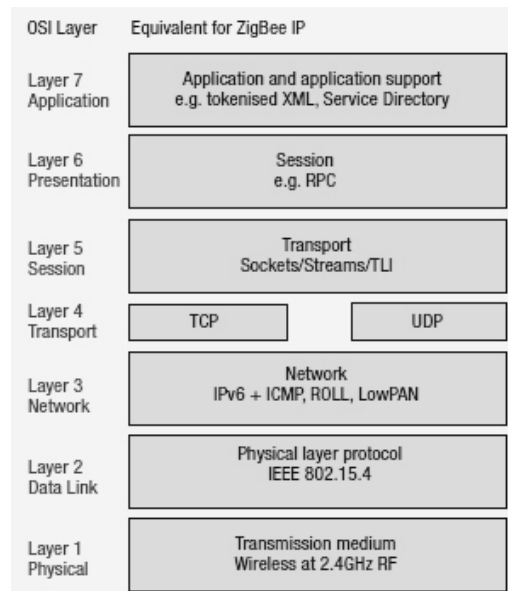 OSI Layer Equivalent for ZigBee IP
Layer 7
Application
Application and application support
e.g. tokenised XML, Service Directory
Layer 6
Presentation
Session
e.g. RPC
Layer 5
Session
Transport
Sockets/Streams/TLI
Layer 4
Transport
TCP
UDP
Layer 3
Network
Network
IPv6 + ICMP, ROLL, LowPAN
Layer 2
Data Link
Physical layer protocol
IEEE 802.15.4
Layer 1
Physical
Transmission medium
Wireless at 2.4GHz RF